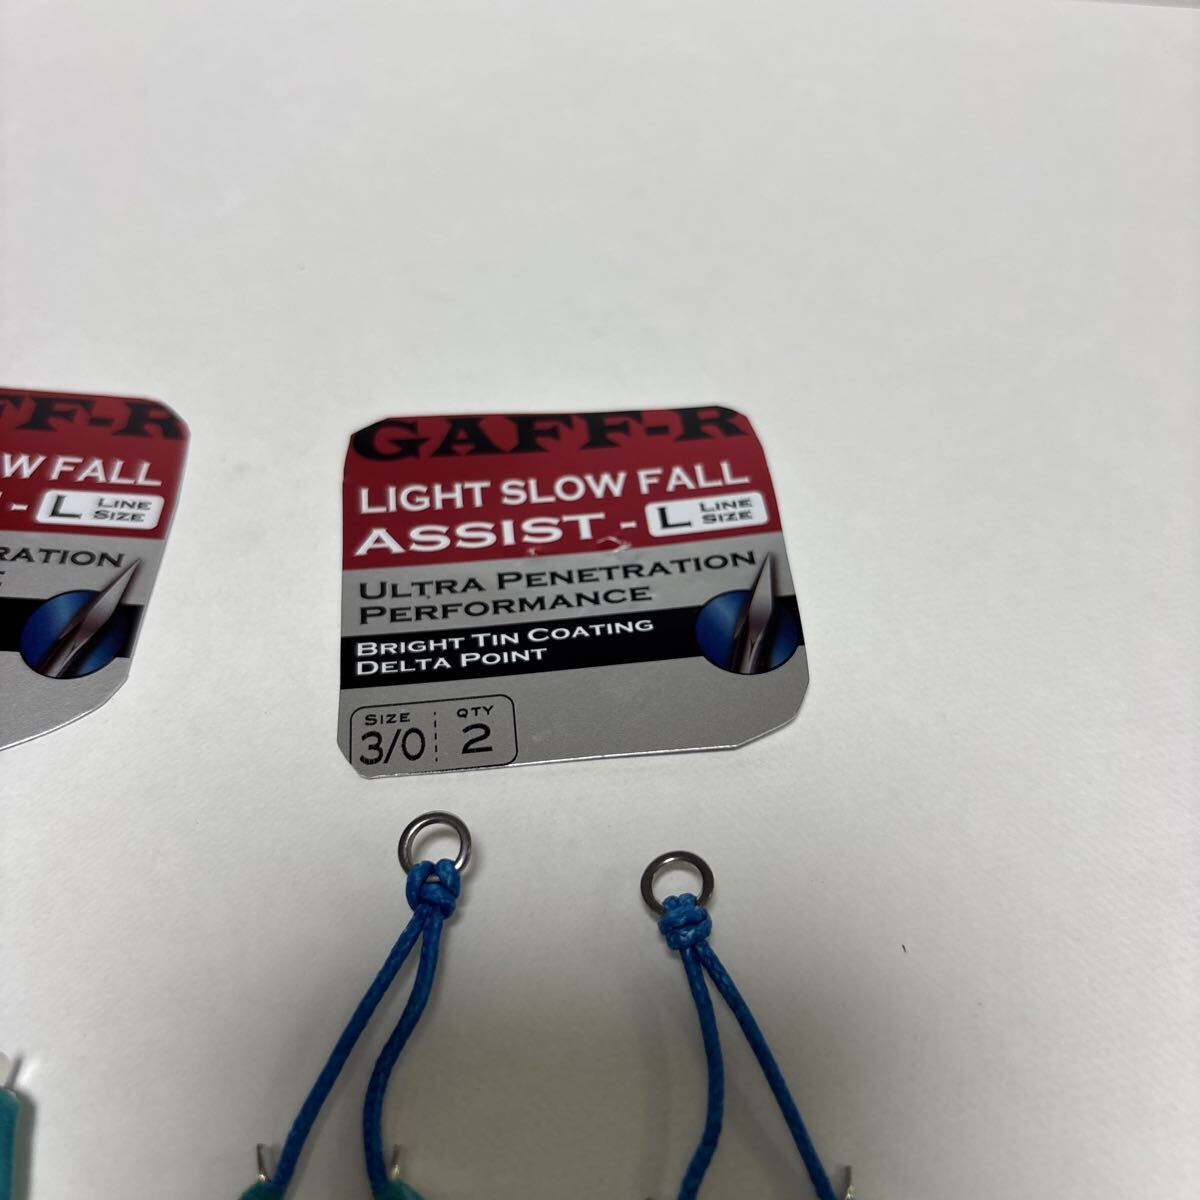 FF-R
W FALL
- L LINE SIZE
RATION
GAFF-R
LIGHT SLOW FALL
ASSIST - L LINE SIZE
ULTRA PENETRATION
PERFORMANCE
BRIGHT TIN COATING
DELTA POINT
SIZE QTY
3/0 2